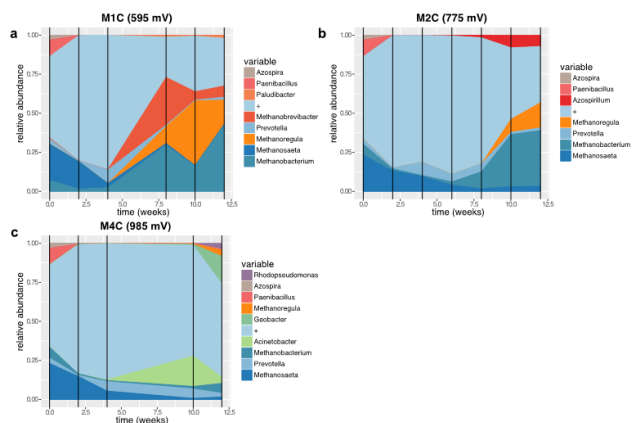 M1C (595 mV)
a
relative abundance
1.00
0.75
0.50
0.25
0.00
0.0 2.5 5.0 7.5 10.0 12.5
time (weeks)
variable
Azospira
Paenibacillus
Paludibacter
+
Methanobrevibacter
Prevotella
Methanoregula
Methanosaeta
Methanobacterium
M2C (775 mV)
b
relative abundance
1.00
0.75
0.50
0.25
0.00
0.0 2.5 5.0 7.5 10.0 12.5
time (weeks)
variable
Azospira
Paenibacillus
Azospirillum
+
Methanoregula
Prevotella
Methanobacterium
Methanosaeta
M4C (985 mV)
c
relative abundance
1.00
0.75
0.50
0.25
0.00
0.0 2.5 5.0 7.5 10.0 12.5
time (weeks)
variable
Rhodopseudomonas
Azospira
Paenibacillus
Methanoregula
Geobacter
+
Acinetobacter
Methanobacterium
Prevotella
Methanosaeta